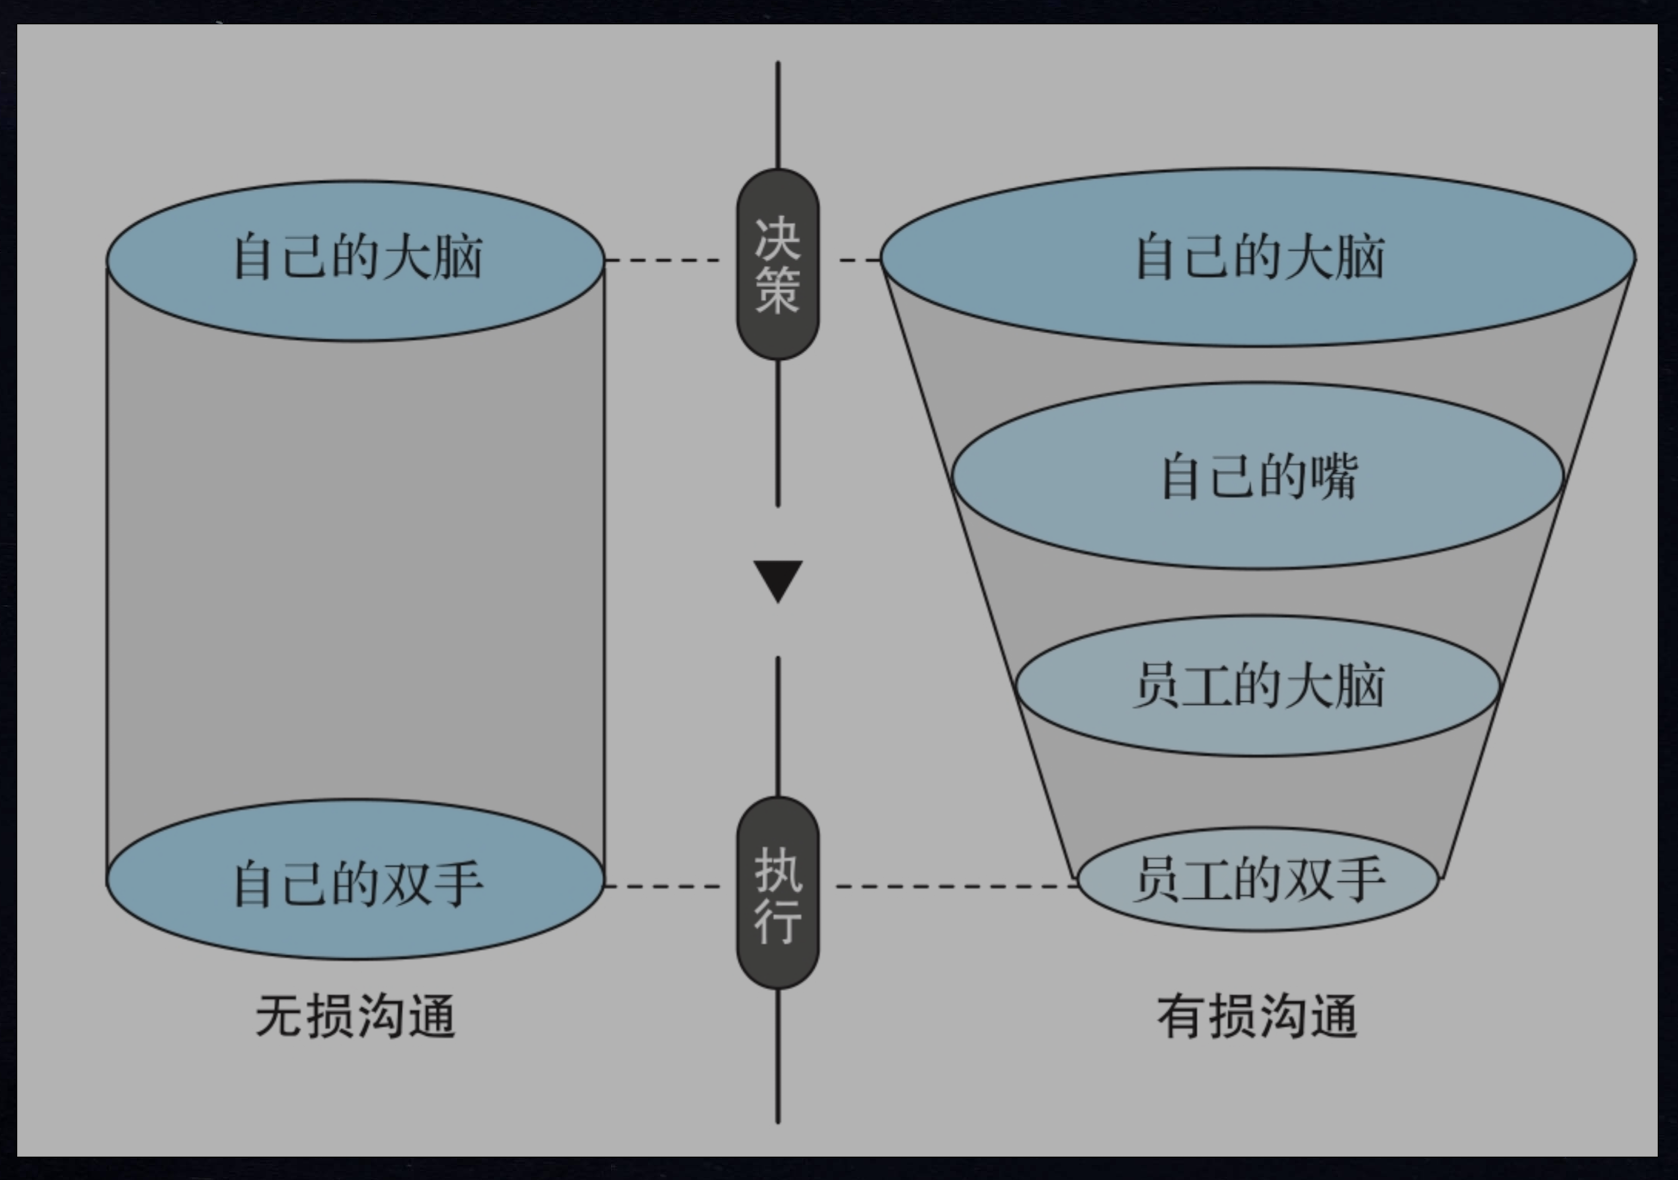 自己的大脑
自己的双手
无损沟通
决策
执行
自己的大脑
自己的嘴
员工的大脑
员工的双手
有损沟通